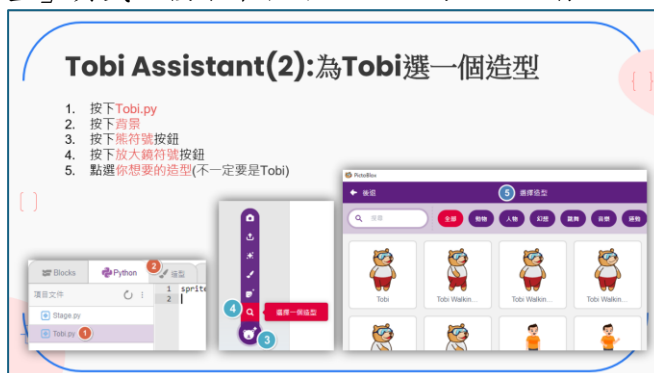 Tobi Assistant(2):為Tobi選一個造型
1. 按下Tobi.py
2. 按下背景
3. 按下熊符號按鈕
4. 按下放大鏡符號按鈕
5. 點選你想要的造型(不一定要是Tobi)
Blocks
Python
2
造型
項目文件
1 sprite
2
Stage.py
Tobi.py 1
4
選擇一個造型
3
PictoBlox
後退
5 選擇造型
搜尋
全部
動物
人物
幻想
跳舞
音樂
運動
Tobi
Tobi Walkin...
Tobi Walkin...
Tobi Walkin...